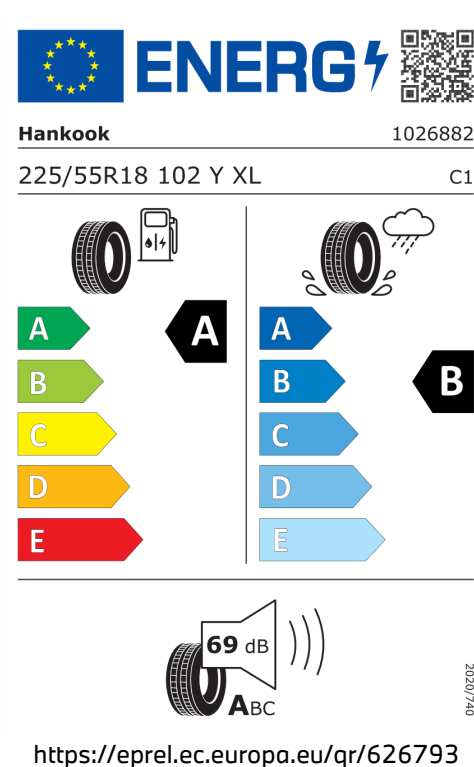 ENERG
Hankook 1026882
225/55R18 102 Y XL C1
A A A B
B B
C C
D D
E E
69 dB
ABC
2020/740
https://eprel.ec.europa.eu/qr/626793